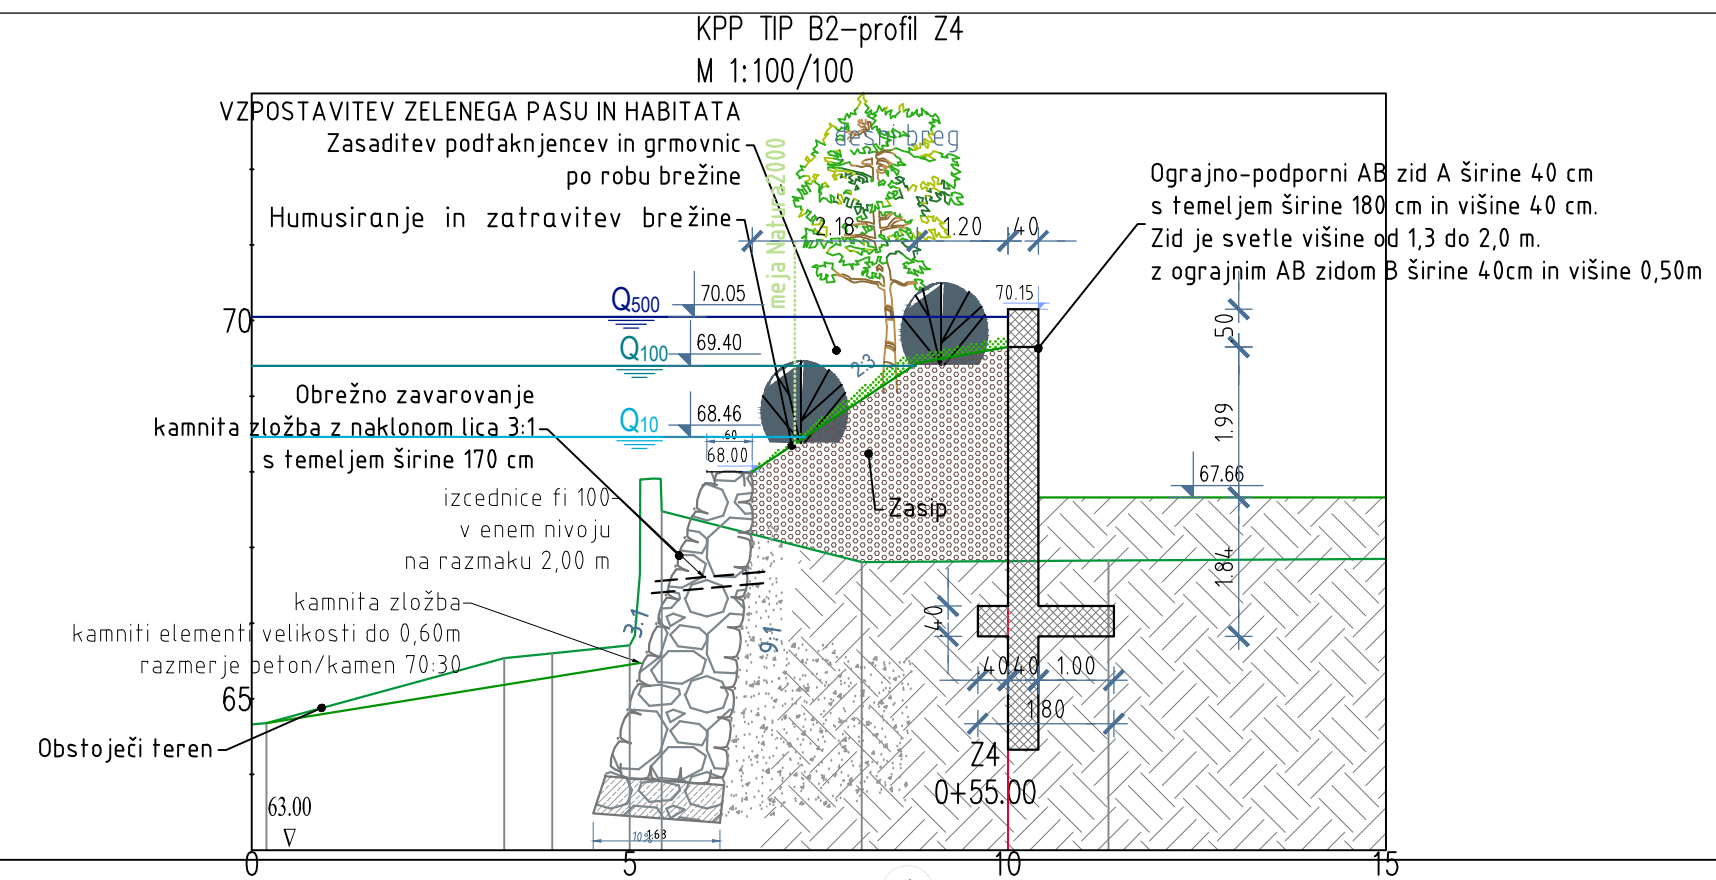 KPP TIP B2-profil Z4
M 1:100/100
VZPOSTAVITEV ZELENEGA PASU IN HABITATA
Zasaditev podtaknjencev in grmovnic
po robu brežine
Humusiranje in zatravitev brežine
meja Natura2000
desni breg
2.18
1.20
40
Ograjno-podporni AB zid A širine 40 cm
s temeljem širine 180 cm in višine 40 cm.
Zid je svetle višine od 1,3 do 2,0 m.
z ograjnim AB zidom B širine 40cm in višine 0,50m
Q500
70.05
70.15
70
50
Q100
69.40
2:3
Obrežno zavarovanje
kamnita zložba z naklonom lica 3:1
s temeljem širine 170 cm
Q10
68.46
60
68.00
1.99
67.66
izcednice fi 100
v enem nivoju
na razmaku 2,00 m
Zasip
1.84
kamnita zložba
kamniti elementi velikosti do 0,60m
razmerje beton/kamen 70:30
3:1
9:1
40
40
40
1.00
1.80
65
Obstoječi teren
Z4
0+55.00
63.00
10%
1.68
0
5
10
15